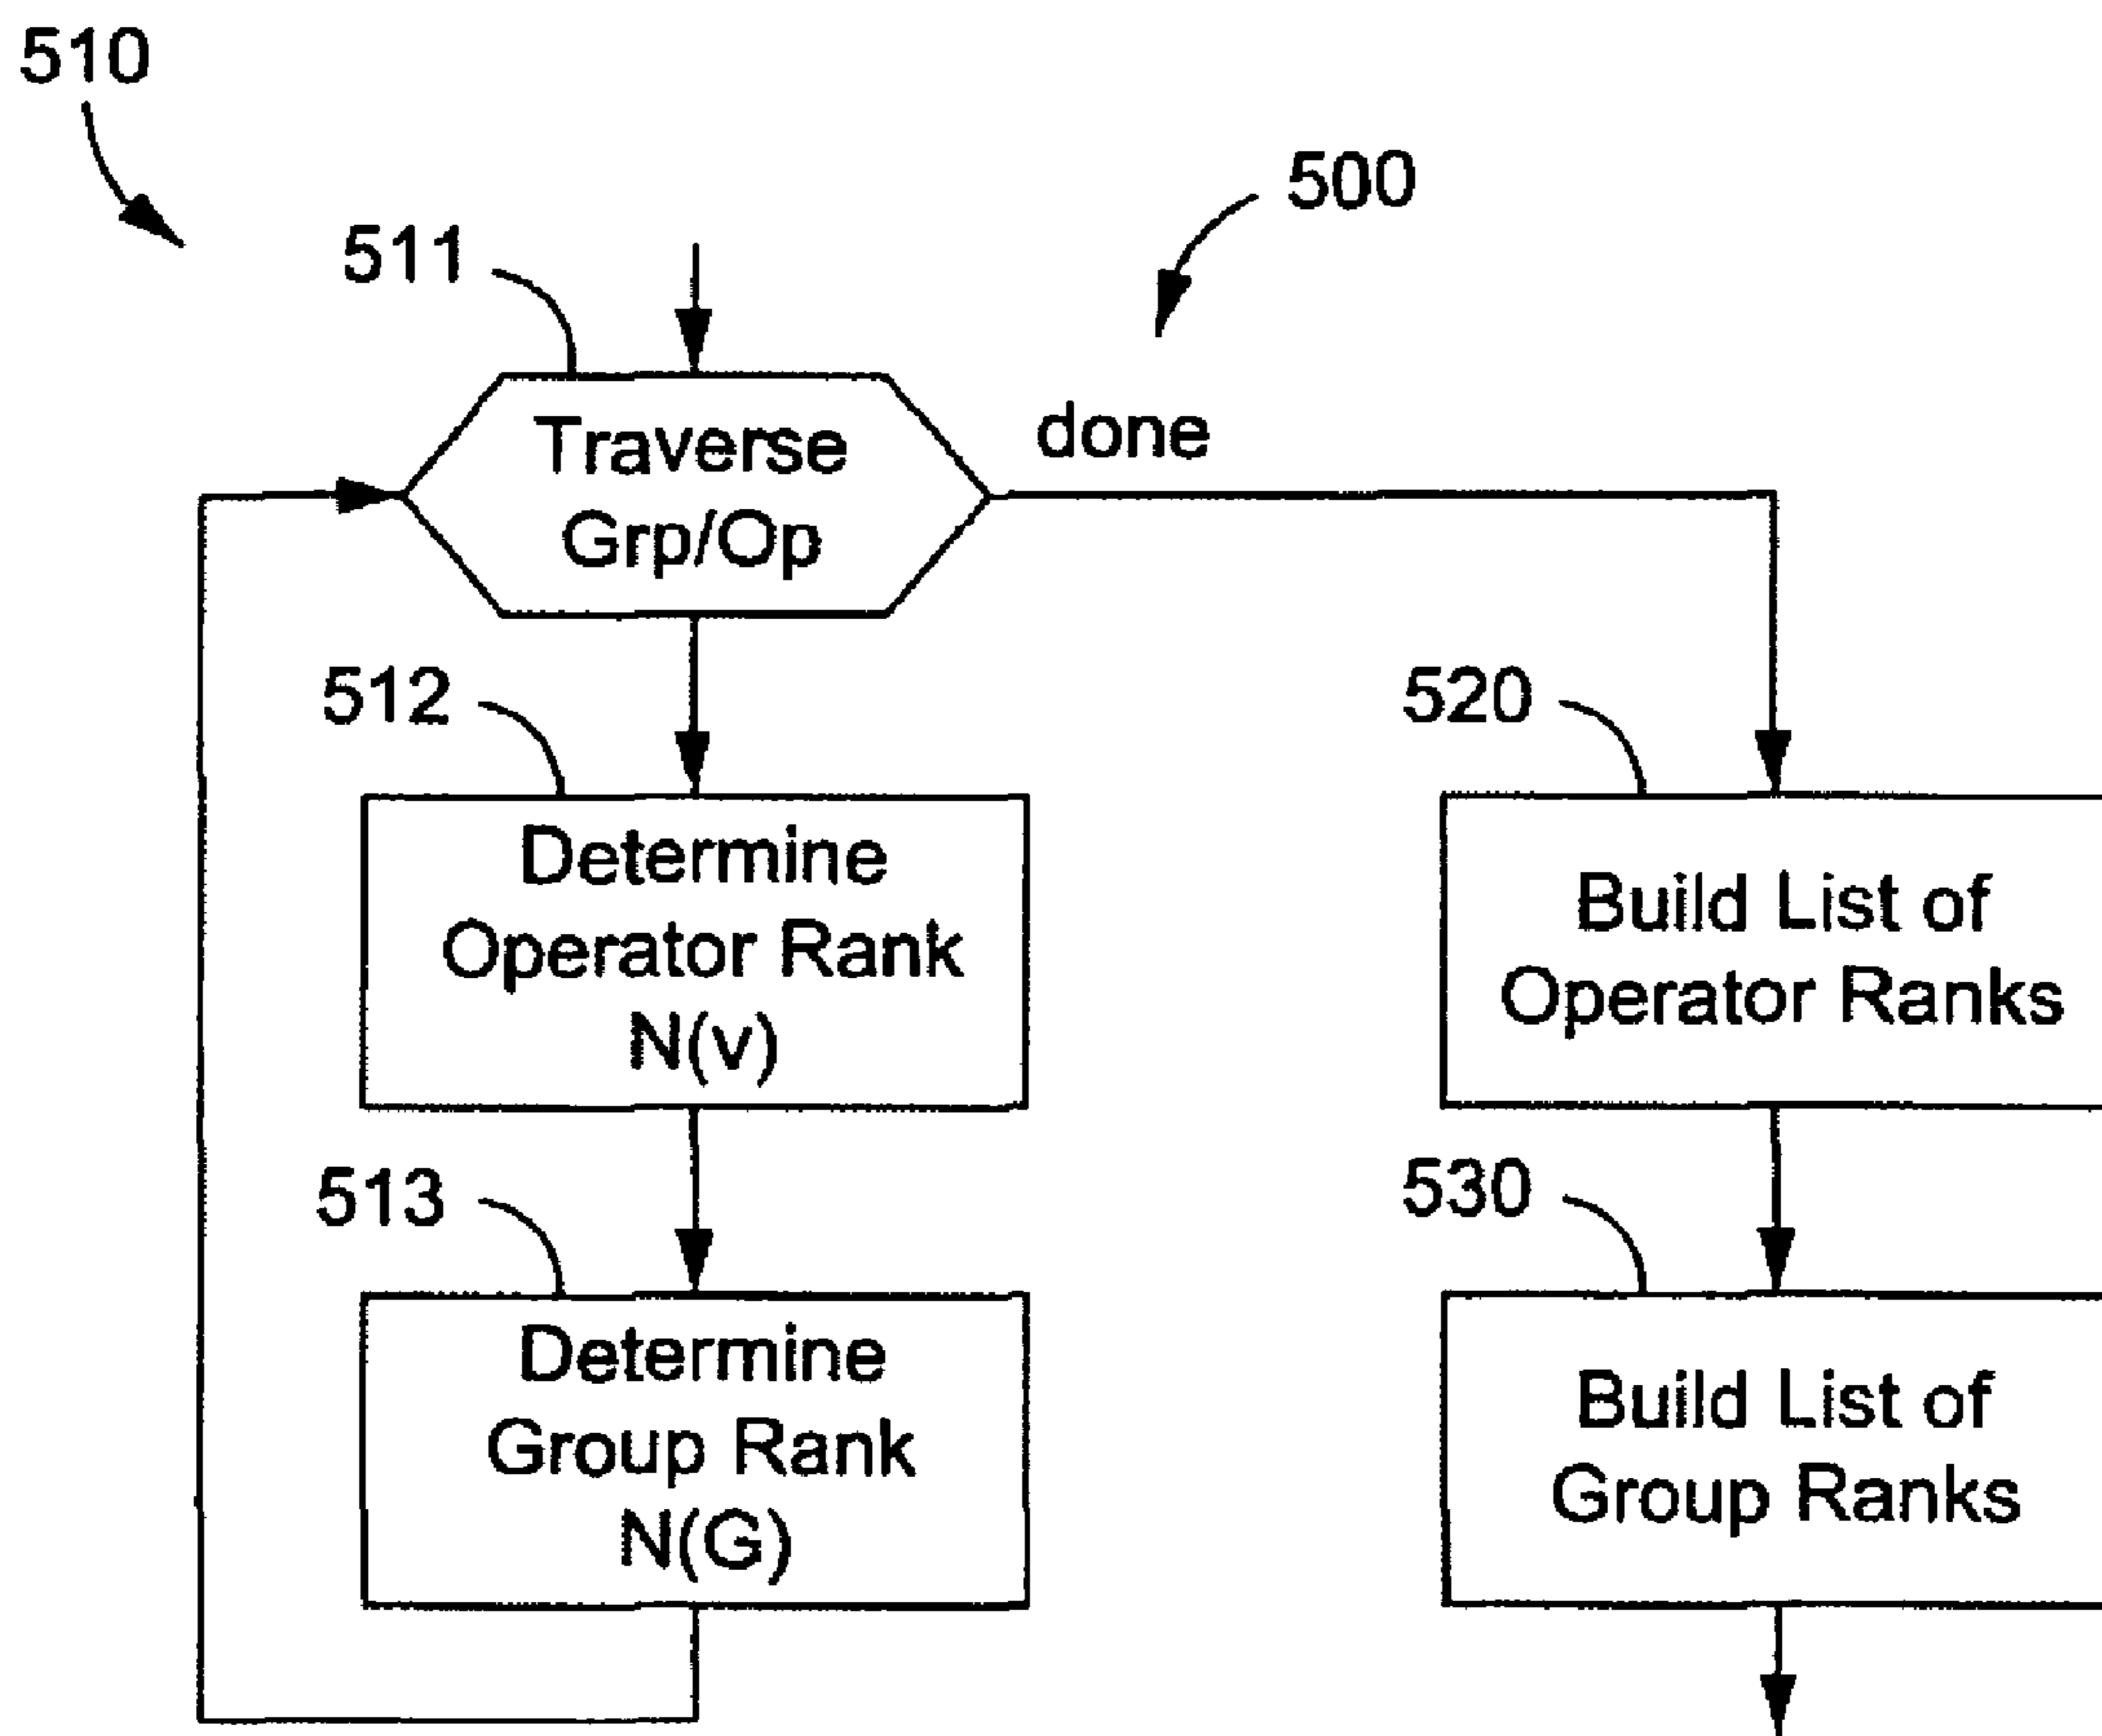 510
500
511
Traverse
Grp/Op
done
512
Determine
Operator Rank
N(v)
520
Build List of
Operator Ranks
513
Determine
Group Rank
N(G)
530
Build List of
Group Ranks